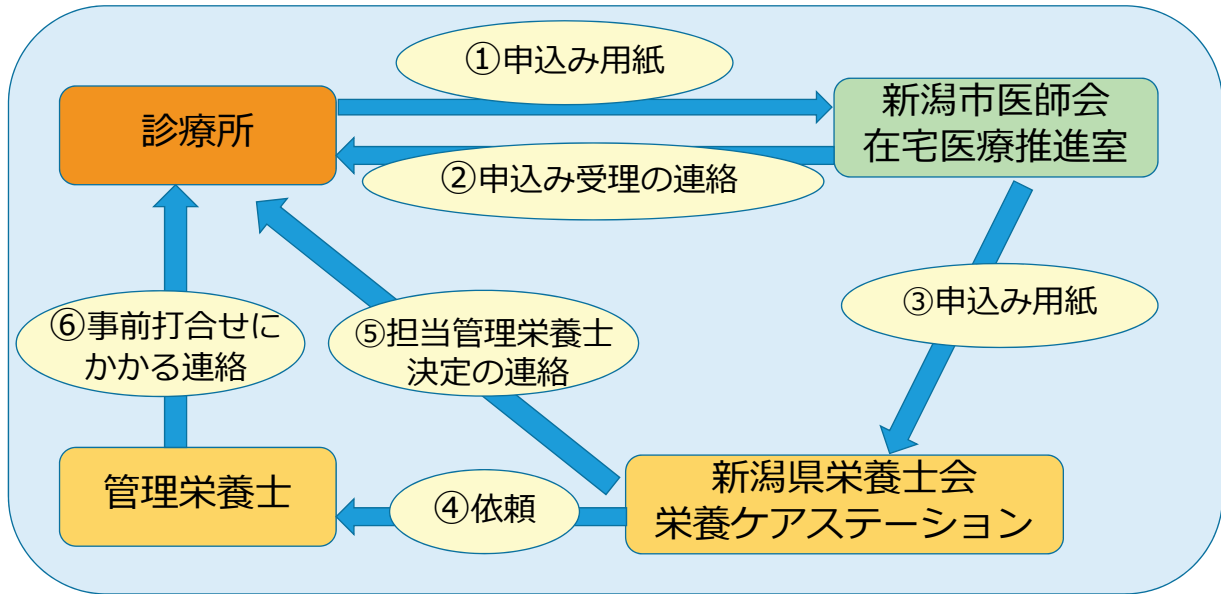 ①申込み用紙
診療所
新潟市医師会
在宅医療推進室
②申込み受理の連絡
③申込み用紙
⑥事前打合せに
かかる連絡
⑤担当管理栄養士
決定の連絡
管理栄養士
④依頼
新潟県栄養士会
栄養ケアステーション